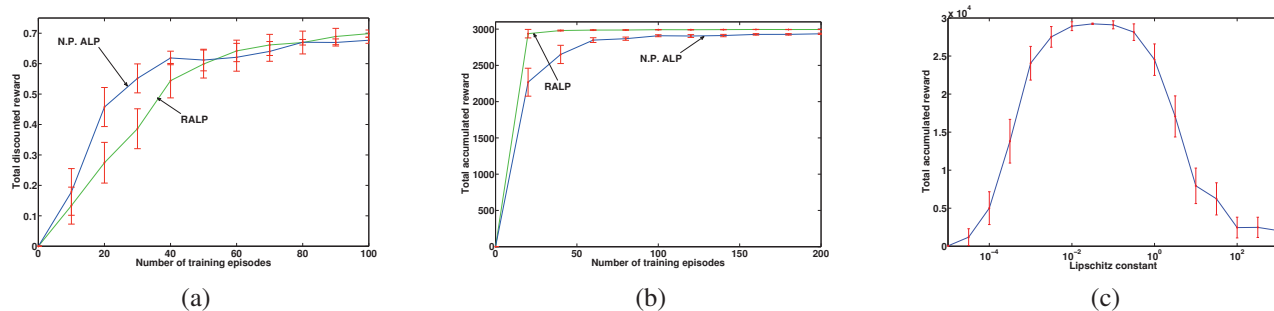 0.7
0.6
0.5
0.4
0.3
0.2
0.1
0
N.P. ALP
RALP
Total discounted reward
0 20 40 60 80 100
Number of training episodes
(a)
3000
2500
2000
1500
1000
500
0
RALP
N.P. ALP
Total accumulated reward
0 50 100 150 200
Number of training episodes
(b)
3 x 10^4
2.5
2
1.5
1
0.5
0
Total accumulated reward
10^-4 10^-2 10^0 10^2
Lipschitz constant
(c)